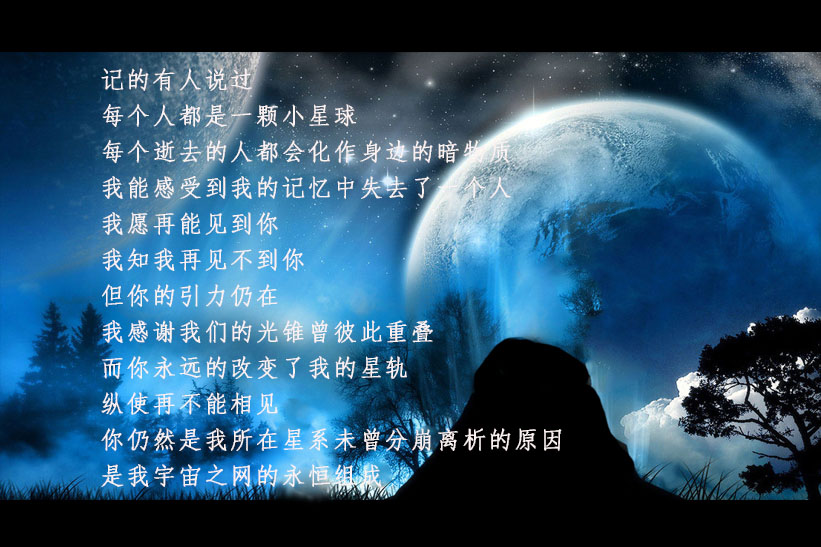 记的有人说过
每个人都是一颗小星球
每个逝去的人都会化作身边的暗物质
我能感受到我的记忆中失去了一个人
我愿再能见到你
我知我再见不到你
但你的引力仍在
我感谢我们的光锥曾彼此重叠
而你永远的改变了我的星轨
纵使再不能相见
你仍然是我所在星系未曾分崩离析的原因
是我宇宙之网的永恒组成